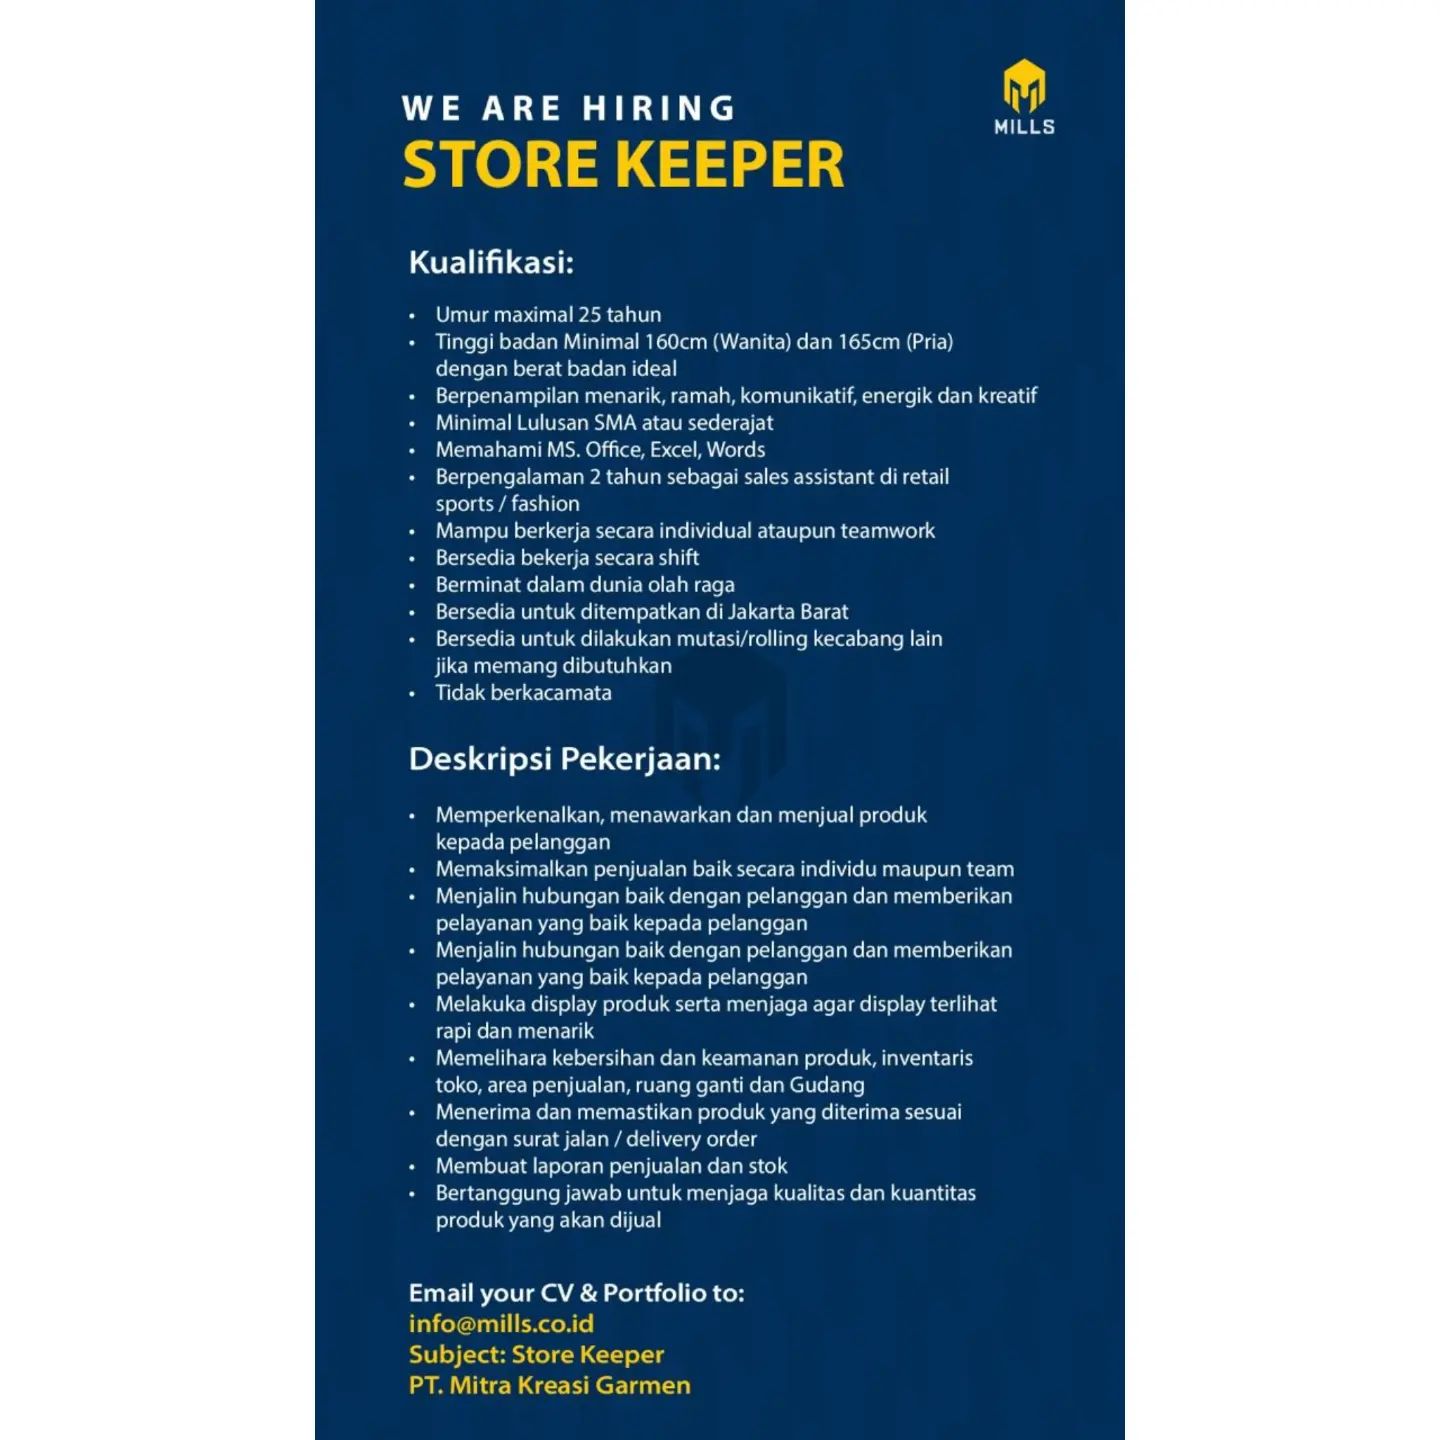 WE ARE HIRING
STORE KEEPER
MILLS
Kualifikasi:
• Umur maximal 25 tahun
• Tinggi badan Minimal 160cm (Wanita) dan 165cm (Pria)
dengan berat badan ideal
• Berpenampilan menarik, ramah, komunikatif, energik dan kreatif
• Minimal Lulusan SMA atau sederajat
• Memahami MS. Office, Excel, Words
• Berpengalaman 2 tahun sebagai sales assistant di retail
sports / fashion
• Mampu berkerja secara individual ataupun teamwork
• Bersedia bekerja secara shift
• Berminat dalam dunia olah raga
• Bersedia untuk ditempatkan di Jakarta Barat
• Bersedia untuk dilakukan mutasi/rolling kecabang lain
jika memang dibutuhkan
• Tidak berkacamata
Deskripsi Pekerjaan:
• Memperkenalkan, menawarkan dan menjual produk
kepada pelanggan
• Memaksimalkan penjualan baik secara individu maupun team
• Menjalin hubungan baik dengan pelanggan dan memberikan
pelayanan yang baik kepada pelanggan
• Menjalin hubungan baik dengan pelanggan dan memberikan
pelayanan yang baik kepada pelanggan
• Melakuka display produk serta menjaga agar display terlihat
rapi dan menarik
• Memelihara kebersihan dan keamanan produk, inventaris
toko, area penjualan, ruang ganti dan Gudang
• Menerima dan memastikan produk yang diterima sesuai
dengan surat jalan / delivery order
• Membuat laporan penjualan dan stok
• Bertanggung jawab untuk menjaga kualitas dan kuantitas
produk yang akan dijual
Email your CV & Portfolio to:
info@mills.co.id
Subject: Store Keeper
PT. Mitra Kreasi Garmen